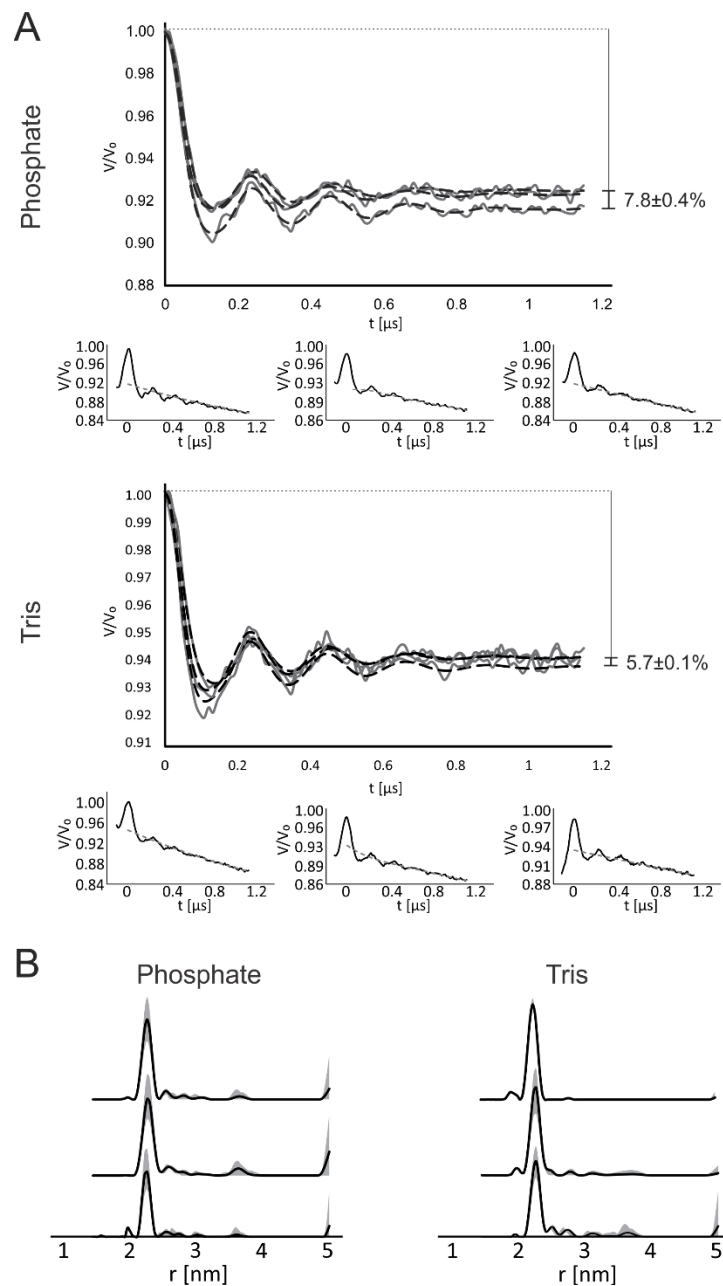 A
Phosphate
V/V₀
1.00
0.98
0.96
0.94
0.92
0.90
0.88
7.8±0.4%
0 0.2 0.4 0.6 0.8 1 1.2
t [µs]
V/V₀
1.00
0.96
0.92
0.88
0.84
0 0.4 0.8 1.2
t [µs]
V/V₀
1.00
0.96
0.93
0.89
0.86
0 0.4 0.8 1.2
t [µs]
V/V₀
1.00
0.96
0.92
0.88
0.84
0 0.4 0.8 1.2
t [µs]
Tris
V/V₀
1.00
0.99
0.98
0.97
0.96
0.95
0.94
0.93
0.92
0.91
5.7±0.1%
0 0.2 0.4 0.6 0.8 1 1.2
t [µs]
V/V₀
1.00
0.96
0.92
0.88
0.84
0 0.4 0.8 1.2
t [µs]
V/V₀
1.00
0.96
0.93
0.89
0.86
0 0.4 0.8 1.2
t [µs]
V/V₀
1.00
0.97
0.94
0.91
0.88
0 0.4 0.8 1.2
t [µs]
B
Phosphate Tris
1 2 3 4 5
r [nm]
1 2 3 4 5
r [nm]